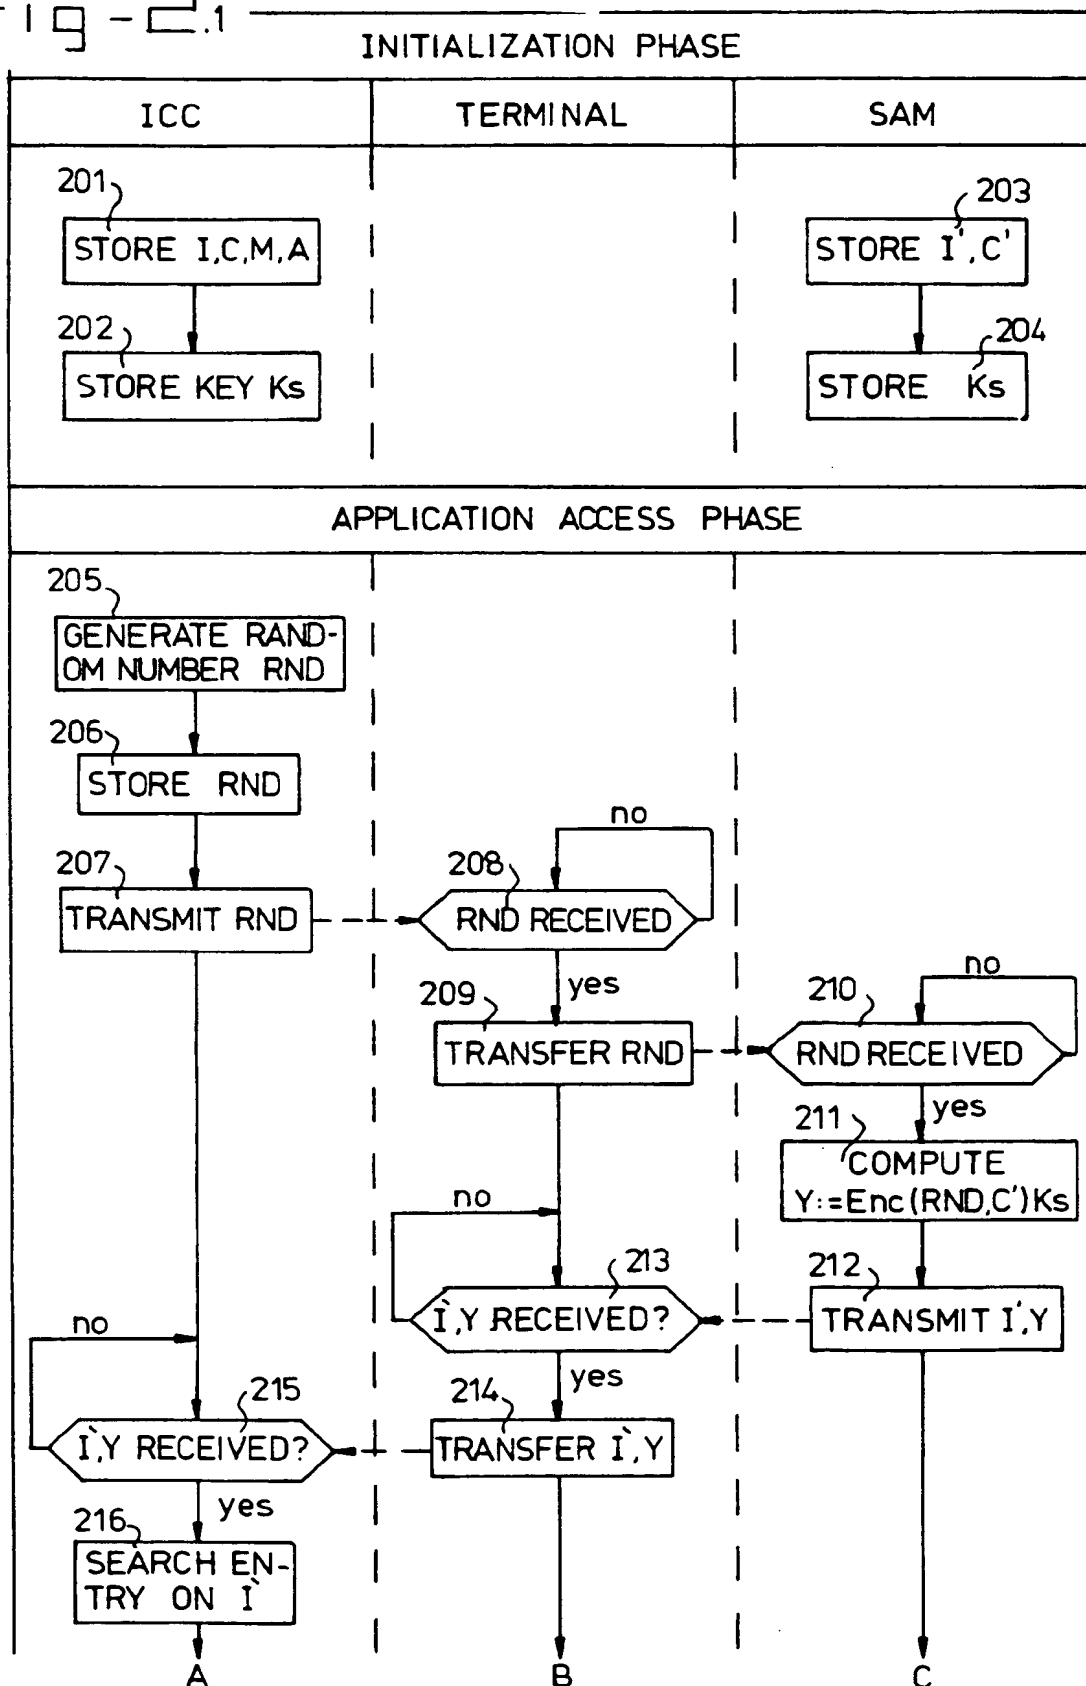 Fig-2.1
INITIALIZATION PHASE
ICC
TERMINAL
SAM
201
STORE I,C,M,A
203
STORE I',C'
202
STORE KEY Ks
204
STORE Ks
APPLICATION ACCESS PHASE
205
GENERATE RAND-
OM NUMBER RND
206
STORE RND
207
TRANSMIT RND
no
208
RND RECEIVED
yes
209
TRANSFER RND
no
210
RND RECEIVED
yes
211
COMPUTE
Y:=Enc(RND,C')Ks
212
TRANSMIT I',Y
no
213
I`,Y RECEIVED?
yes
214
TRANSFER I`,Y
no
215
I`,Y RECEIVED?
yes
216
SEARCH EN-
TRY ON I`
A
B
C